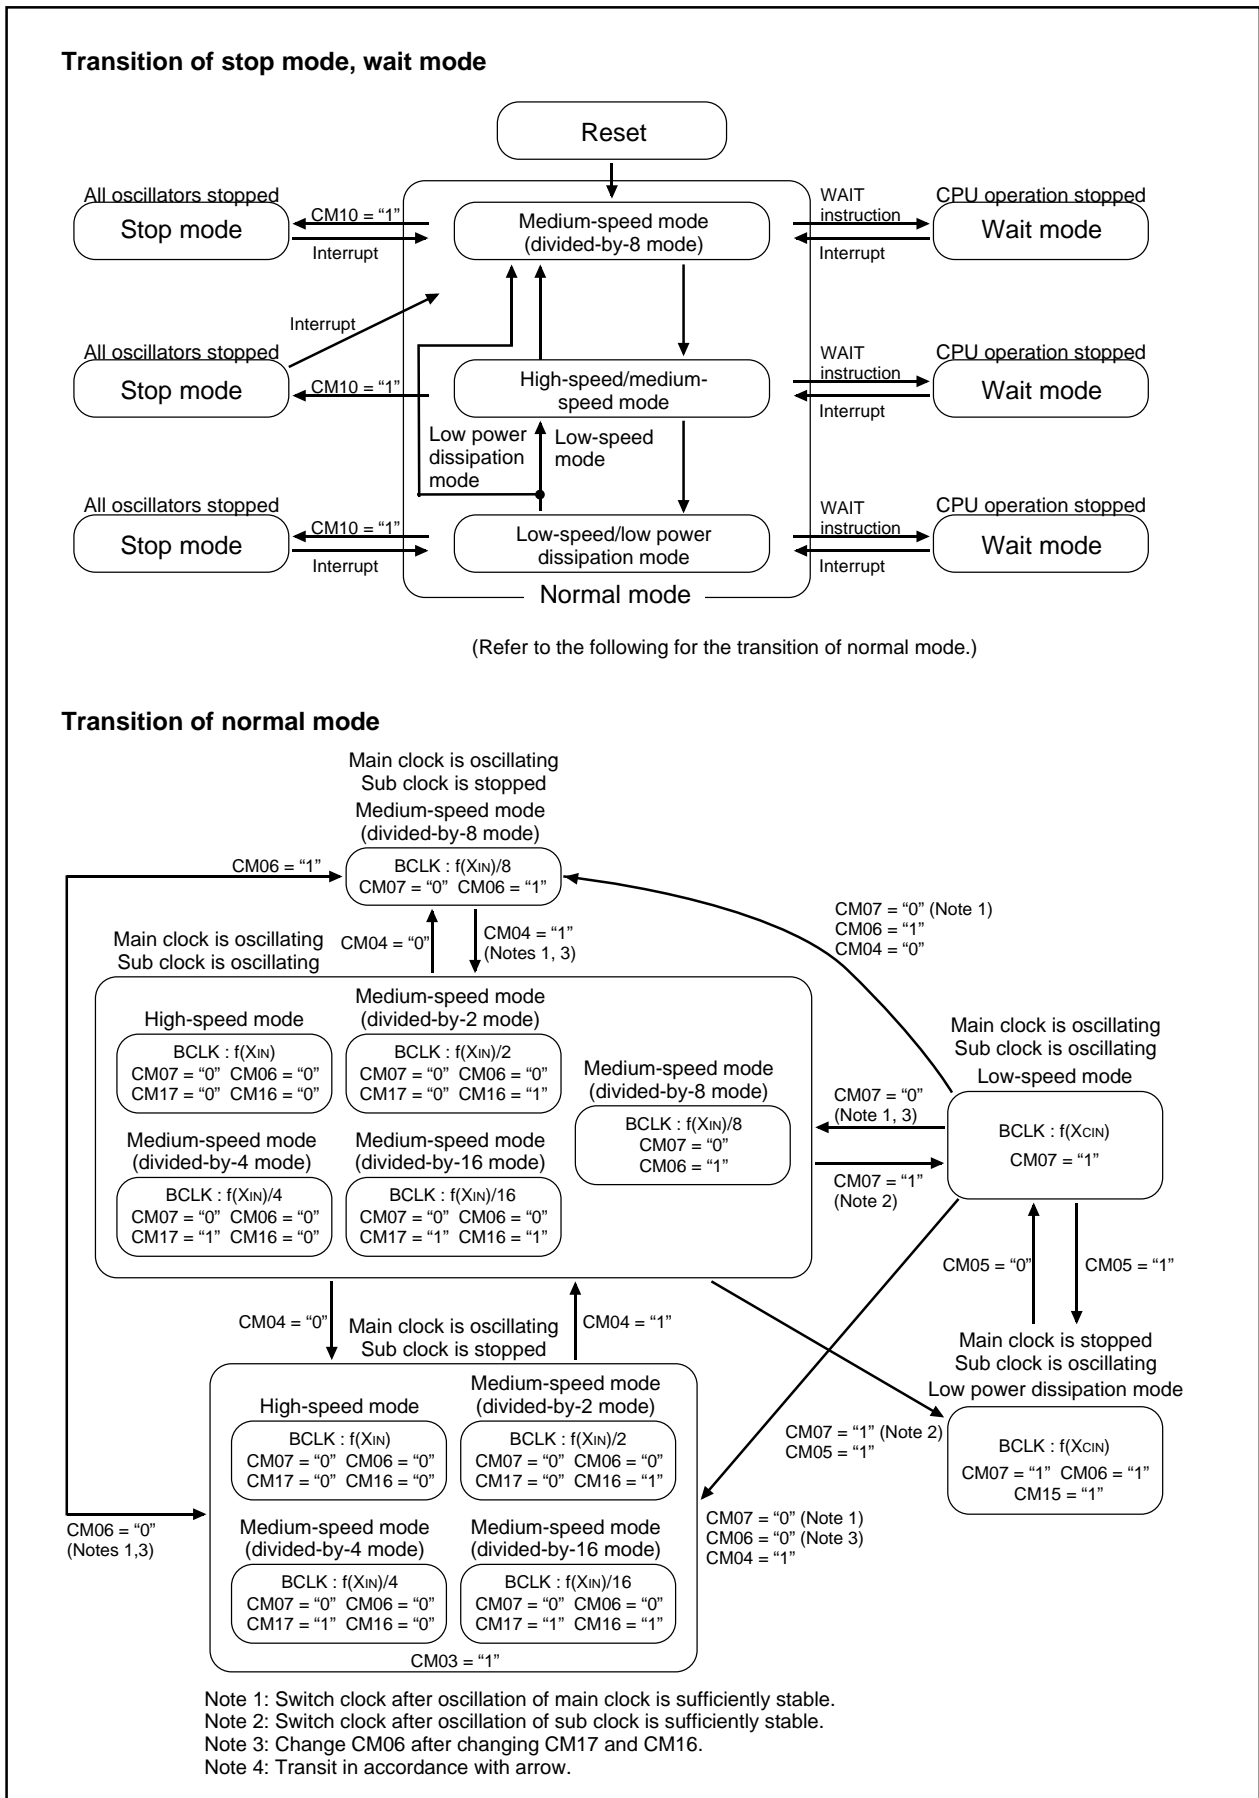 Transition of stop mode, wait mode
Reset
All oscillators stopped
Stop mode
CM10 = “1”
Interrupt
Medium-speed mode
(divided-by-8 mode)
WAIT
instruction
Interrupt
CPU operation stopped
Wait mode
Interrupt
All oscillators stopped
Stop mode
CM10 = “1”
High-speed/medium-
speed mode
WAIT
instruction
Interrupt
CPU operation stopped
Wait mode
Low power
dissipation
mode
Low-speed
mode
All oscillators stopped
Stop mode
CM10 = “1”
Interrupt
Low-speed/low power
dissipation mode
WAIT
instruction
Interrupt
CPU operation stopped
Wait mode
Normal mode
(Refer to the following for the transition of normal mode.)
Transition of normal mode
Main clock is oscillating
Sub clock is stopped
Medium-speed mode
(divided-by-8 mode)
CM06 = “1”
BCLK : f(XIN)/8
CM07 = “0” CM06 = “1”
CM07 = “0” (Note 1)
CM06 = “1”
CM04 = “0”
Main clock is oscillating
Sub clock is oscillating
CM04 = “0”
CM04 = “1”
(Notes 1, 3)
High-speed mode
BCLK : f(XIN)
CM07 = “0” CM06 = “0”
CM17 = “0” CM16 = “0”
Medium-speed mode
(divided-by-2 mode)
BCLK : f(XIN)/2
CM07 = “0” CM06 = “0”
CM17 = “0” CM16 = “1”
Medium-speed mode
(divided-by-8 mode)
BCLK : f(XIN)/8
CM07 = “0”
CM06 = “1”
Medium-speed mode
(divided-by-4 mode)
BCLK : f(XIN)/4
CM07 = “0” CM06 = “0”
CM17 = “1” CM16 = “0”
Medium-speed mode
(divided-by-16 mode)
BCLK : f(XIN)/16
CM07 = “0” CM06 = “0”
CM17 = “1” CM16 = “1”
Main clock is oscillating
Sub clock is oscillating
Low-speed mode
CM07 = “0”
(Note 1, 3)
BCLK : f(XCIN)
CM07 = “1”
CM07 = “1”
(Note 2)
CM05 = “0”
CM05 = “1”
CM04 = “0”
Main clock is oscillating
Sub clock is stopped
CM04 = “1”
Main clock is stopped
Sub clock is oscillating
Low power dissipation mode
BCLK : f(XCIN)
CM07 = “1” CM06 = “1”
CM15 = “1”
CM07 = “1” (Note 2)
CM05 = “1”
High-speed mode
BCLK : f(XIN)
CM07 = “0” CM06 = “0”
CM17 = “0” CM16 = “0”
Medium-speed mode
(divided-by-2 mode)
BCLK : f(XIN)/2
CM07 = “0” CM06 = “0”
CM17 = “0” CM16 = “1”
CM06 = “0”
(Notes 1,3)
CM07 = “0” (Note 1)
CM06 = “0” (Note 3)
CM04 = “1”
Medium-speed mode
(divided-by-4 mode)
BCLK : f(XIN)/4
CM07 = “0” CM06 = “0”
CM17 = “1” CM16 = “0”
Medium-speed mode
(divided-by-16 mode)
BCLK : f(XIN)/16
CM07 = “0” CM06 = “0”
CM17 = “1” CM16 = “1”
CM03 = “1”
Note 1: Switch clock after oscillation of main clock is sufficiently stable.
Note 2: Switch clock after oscillation of sub clock is sufficiently stable.
Note 3: Change CM06 after changing CM17 and CM16.
Note 4: Transit in accordance with arrow.